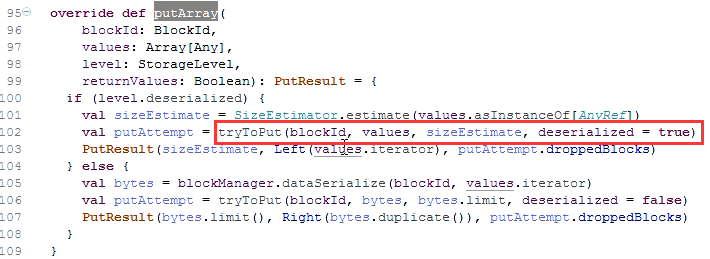 95 override def putArray(
96 blockId: BlockId,
97 values: Array[Any],
98 level: StorageLevel,
99 returnValues: Boolean): PutResult = {
100 if (level.deserialized) {
101 val sizeEstimate = SizeEstimator.estimate(values.asInstanceOf[AnyRef])
102 val putAttempt = tryToPut(blockId, values, sizeEstimate, deserialized = true)
103 PutResult(sizeEstimate, Left(values.iterator), putAttempt.droppedBlocks)
104 } else {
105 val bytes = blockManager.dataSerialize(blockId, values.iterator)
106 val putAttempt = tryToPut(blockId, bytes, bytes.limit, deserialized = false)
107 PutResult(bytes.limit(), Right(bytes.duplicate()), putAttempt.droppedBlocks)
108 }
109 }